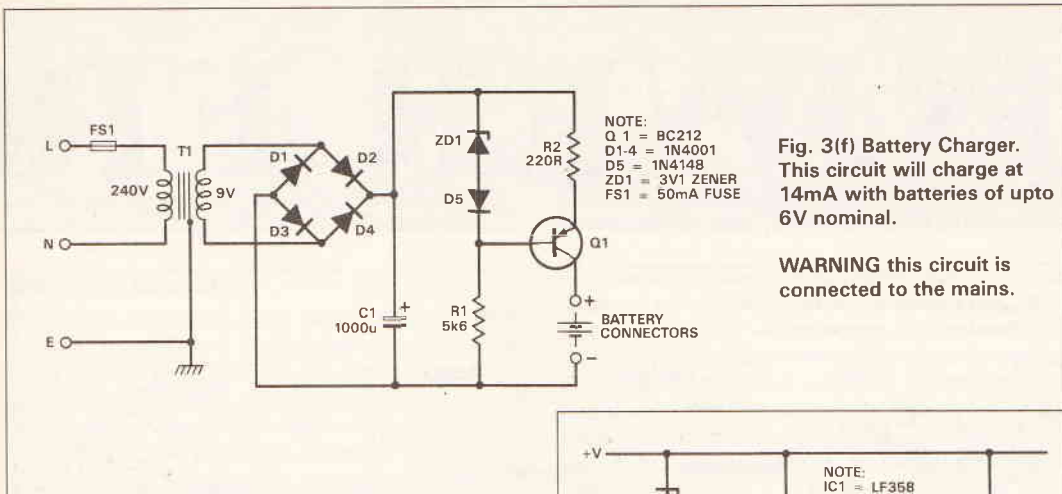 FS1
L
T1
240V
9V
D1
D2
D3
D4
N
E
C1
1000u
+
ZD1
D5
R1
5k6
R2
220R
Q1
+
BATTERY
CONNECTORS
−
NOTE:
Q 1 = BC212
D1-4 = 1N4001
D5 = 1N4148
ZD1 = 3V1 ZENER
FS1 = 50mA FUSE
Fig. 3(f) Battery Charger.
This circuit will charge at
14mA with batteries of upto
6V nominal.
WARNING this circuit is
connected to the mains.
+V
NOTE:
IC1 = LF358